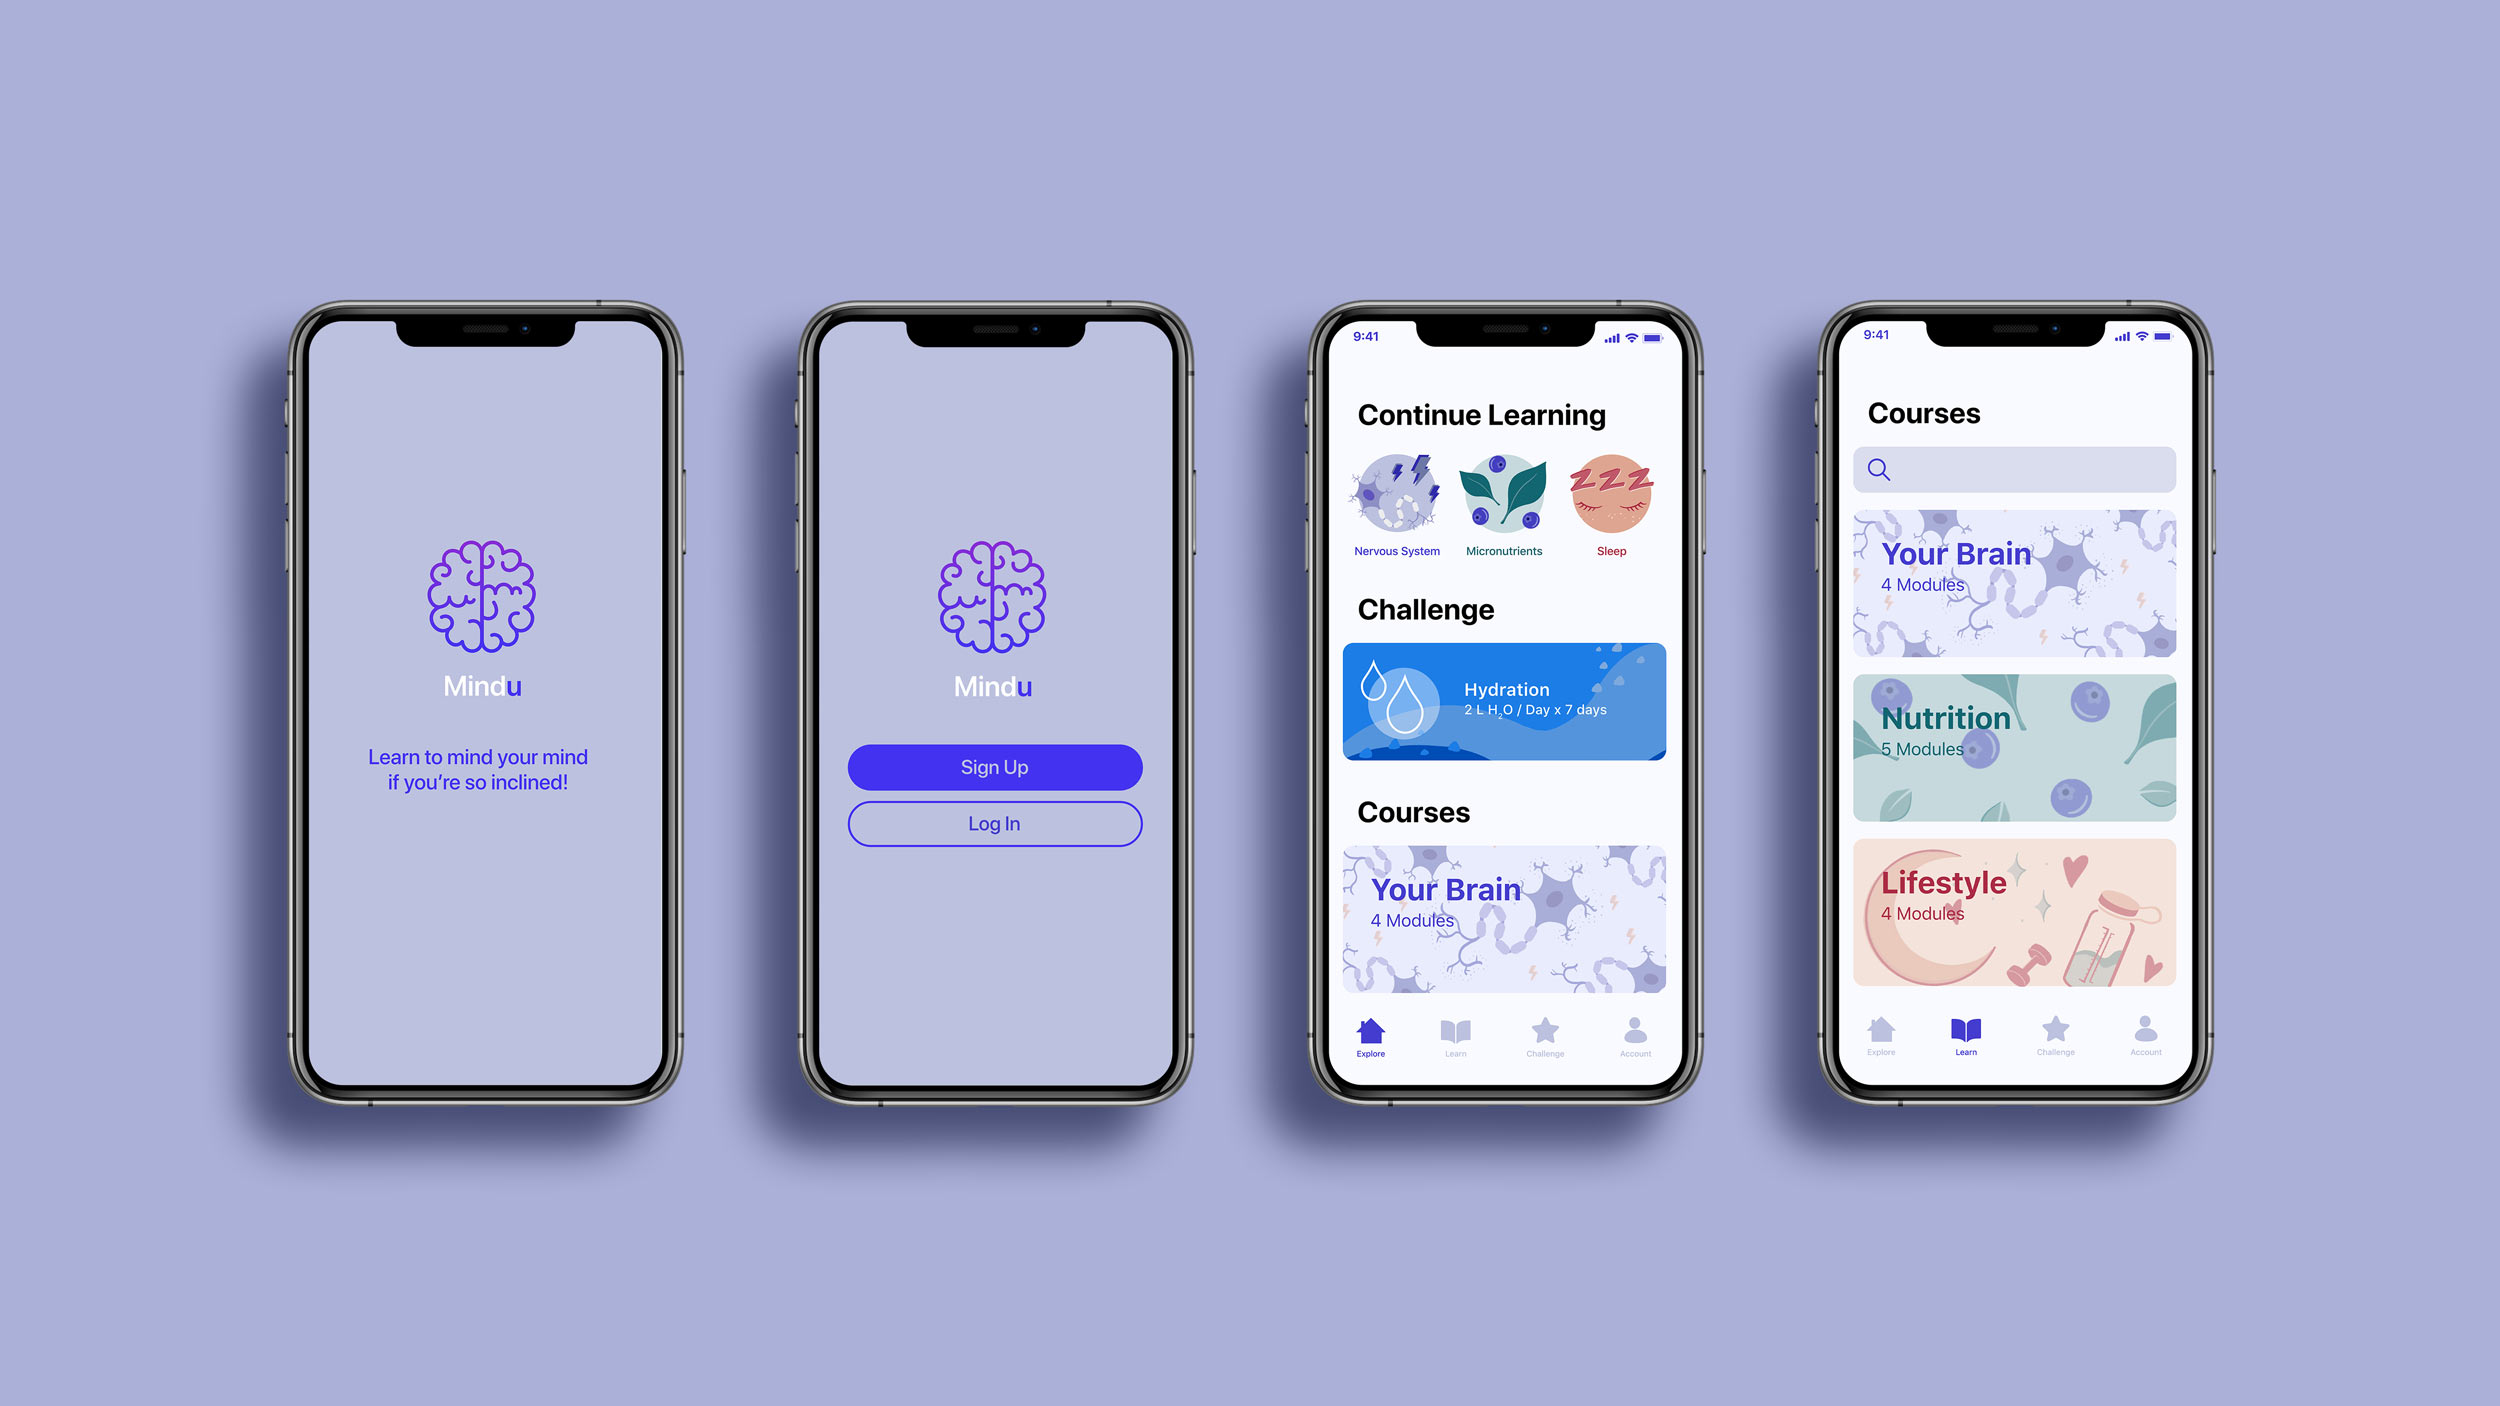 Mindu
Learn to mind your mind
if you're so inclined!
Mindu
Sign Up
Log In
9:41
Continue Learning
ZZZ
Nervous System
Micronutrients
Sleep
Challenge
Hydration
2 L H₂O / Day x 7 days
Courses
Your Brain
4 Modules
Explore
Learn
Challenge
Account
9:41
Courses
Your Brain
4 Modules
Nutrition
5 Modules
Lifestyle
4 Modules
Explore
Learn
Challenge
Account